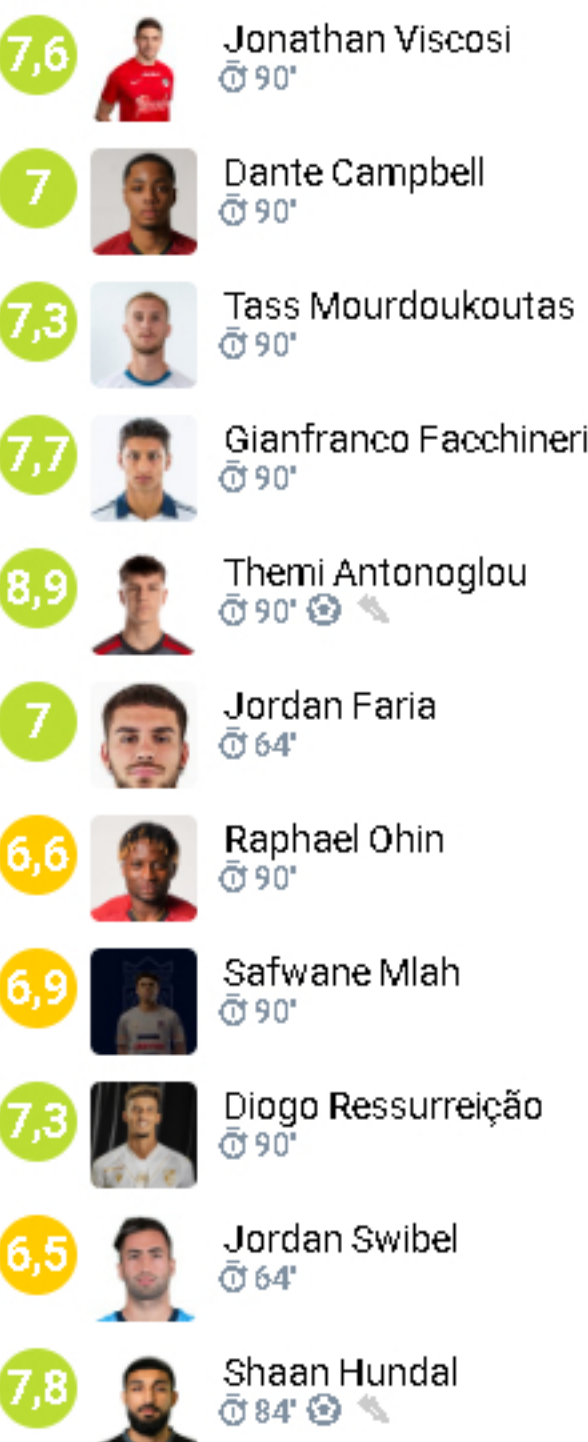 7,6
Jonathan Viscosi
90'
7
Dante Campbell
90'
7,3
Tass Mourdoukoutas
90'
7,7
Gianfranco Facchineri
90'
8,9
Themi Antonoglou
90'
7
Jordan Faria
64'
6,6
Raphael Ohin
90'
6,9
Safwane Mlah
90'
7,3
Diogo Ressurreição
90'
6,5
Jordan Swibel
64'
7,8
Shaan Hundal
84'